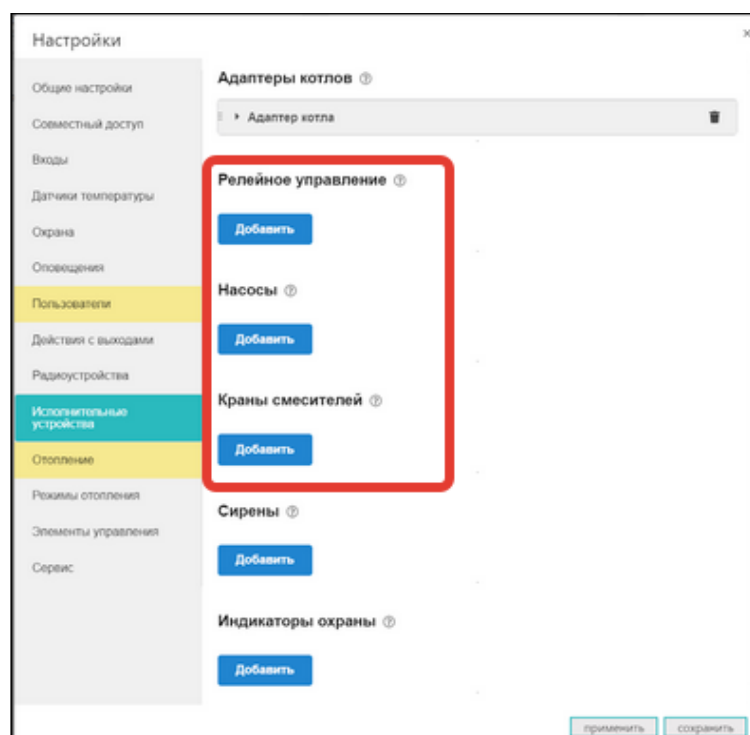 Настройки
×
Общие настройки
Совместный доступ
Входы
Датчики температуры
Охрана
Оповещения
Пользователи
Действия с выходами
Радиоустройства
Исполнительные
устройства
Отопление
Режимы отопления
Элементы управления
Сервис
Адаптеры котлов ?
Адаптер котла
Релейное управление ?
Добавить
Насосы ?
Добавить
Краны смесителей ?
Добавить
Сирены ?
Добавить
Индикаторы охраны ?
Добавить
применить
сохранить